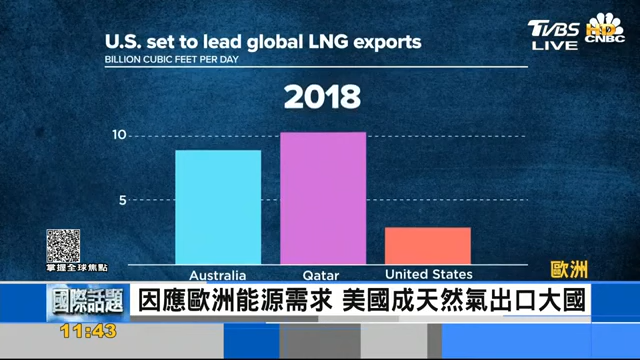 U.S. set to lead global LNG exports
BILLION CUBIC FEET PER DAY
TVBS HD
LIVE
CNBC
2018
10
5
Australia
Qatar
United States
掌握全球焦點
歐洲
國際話題
因應歐洲能源需求 美國成天然氣出口大國
11:43